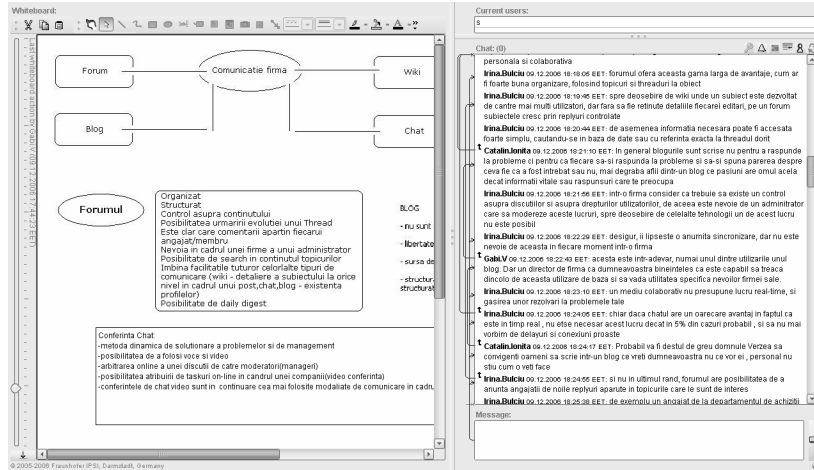 Whiteboard:
Last whiteboard action by Gabi.V (09.12.2006 17:44:23 EET)
Forum
Comunicatie firma
Wiki
Blog
Chat
Forumul
Organizat
Structurat
Control asupra continutului
Posibilitatea urmaririi evolutiei unui Thread
Este clar care comentarii apartin fiecarui
angajat/membru
Nevoia in cadrul unei firme a unui administrator
Posibilitate de search in continutul topicurilor
Imbina facilitatile tuturor celorlalte tipuri de
comunicare (wiki - detaliere a subiectului la orice
nivel in cadrul unui post,chat,blog - existenta
profilelor)
Posibilitate de daily digest
BLOG
- nu sunt
- libertate
- sursa de
- structura
structurat
Conferinta Chat:
-metoda dinamica de solutionare a problemelor si de management
-posibilitatea de a folosi voce si video
-arbitrarea online a unei discutii de catre moderatori(manageri)
-posibilitatea atribuirii de taskuri on-line in candrul unei companii(video conferinta)
-conferintele de chat video sunt in continuare cea mai folosite modaliate de comunicare in cadru
© 2005-2006 Fraunhofer IPSI, Darmstadt, Germany
Current users:
s
Chat: (0)
personala si colaborativa
Irina.Bulciu 09.12.2006 18:18:06 EET: forumul ofera aceasta gama larga de avantaje, cum ar
fi foarte buna organizare, folosind topicuri si threaduri la obiect
Irina.Bulciu 09.12.2006 18:19:46 EET: spre deosebire de wiki unde un subiect este dezvoltat
de cantre mai multi utilizatori, dar fara sa fie retinute detaliile fiecarei editari, pe un forum
subiectele cresc prin replyuri controlate
Irina.Bulciu 09.12.2006 18:20:44 EET: de asemenea informatia necesara poate fi accesata
foarte simplu, cautandu-se in baza de date sau cu referinta exacta la threadul dorit
Catalin.Ionita 09.12.2006 18:21:10 EET: In general blogurile sunt scrise nu pentru a raspunde
la probleme ci pentru ca fiecare sa-si raspunda la probleme si sa-si spuna parerea despre
ceva fie ca a fost intrebat sau nu, mai degraba afli dintr-un blog ce pasiuni are omul acela
decat informatii vitale sau raspunsuri care te preocupa
Irina.Bulciu 09.12.2006 18:21:56 EET: intr-o firma consider ca trebuie sa existe un control
asupra discutiilor si asupra drepturilor utilizatorilor, de aceea este nevoie de un adminitrator
care sa modereze aceste lucruri, spre deosebire de celelalte tehnologii un de acest lucru
nu este posibil
Irina.Bulciu 09.12.2006 18:22:29 EET: desigur, ii lipseste o anumita sincronizare, dar nu este
nevoie de aceasta in fiecare moment intr-o firma
Gabi.V 09.12.2006 18:22:43 EET: acesta este intr-adevar, numai unul dintre utilizarile unui
blog. Dar un director de firma ca dumneavoastra bineinteles ca este capabil sa treaca
dincolo de aceasta utilizare de baza si sa vada utilitatea specifica nevoilor firmei sale.
Irina.Bulciu 09.12.2006 18:23:10 EET: un mediu colaborativ nu presupune lucru real-time, si
gasirea unor rezolvari la problemele tale
Irina.Bulciu 09.12.2006 18:24:05 EET: chiar daca chatul are un oarecare avantaj in faptul ca
este in timp real , nu etse necesar acest lucru decat in 5% din cazuri probabil , si sa nu mai
vorbim de delayuri si conexiuni proaste
Catalin.Ionita 09.12.2006 18:24:17 EET: Probabil va fi destul de greu domnule Verzea sa
convigenti oameni sa scrie intr-un blog ce vreti dumneavoastra nu ce vor ei , personal nu
stiu cum o veti face
Irina.Bulciu 09.12.2006 18:24:55 EET: si nu in ultimul rand, forumul are posibilitatea de a
anunta angajatii de noile replyuri aparute in topicurile care le sunt de interes
Irina.Bulciu 09.12.2006 18:25:38 EET: de exemplu un angajat de la departamentul de achizitii
Message: